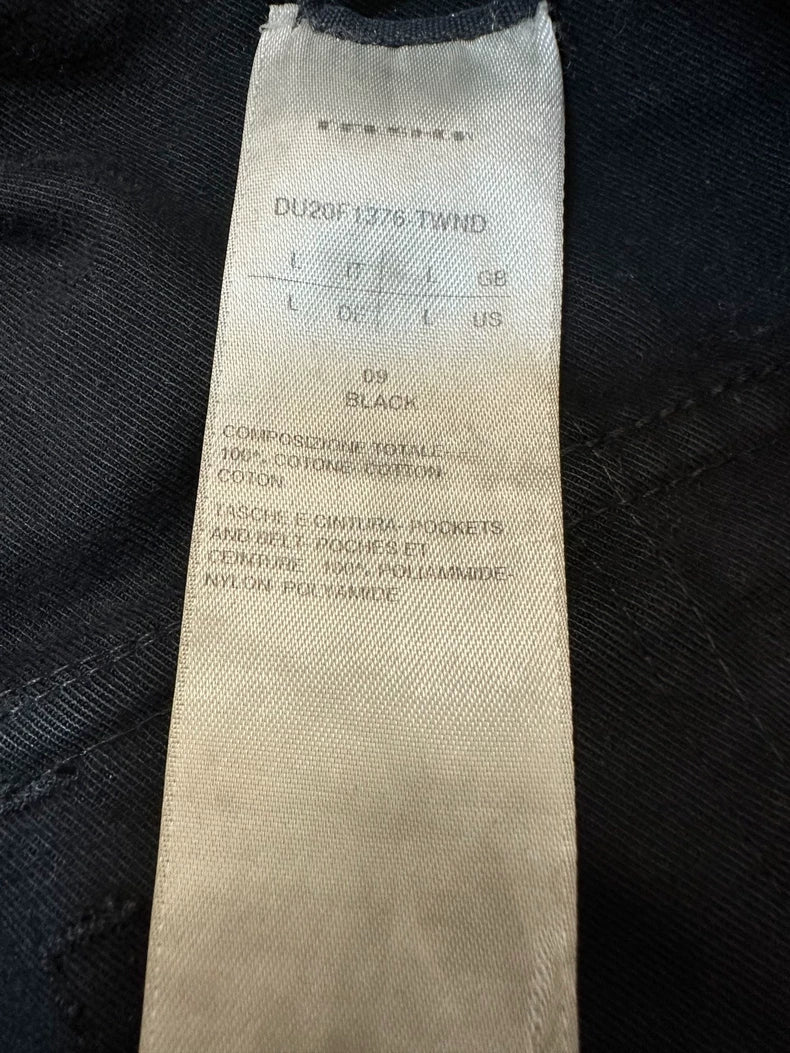 DU20F1376-TWND
L IT L GB
L DE L US
09
BLACK
COMPOSIZIONE TOTALE-
100% COTONE- COTTON-
COTON
TASCHE E CINTURA- POCKETS
AND BELT- POCHES ET
CEINTURE 100% POLIAMMIDE-
NYLON- POLYAMIDE